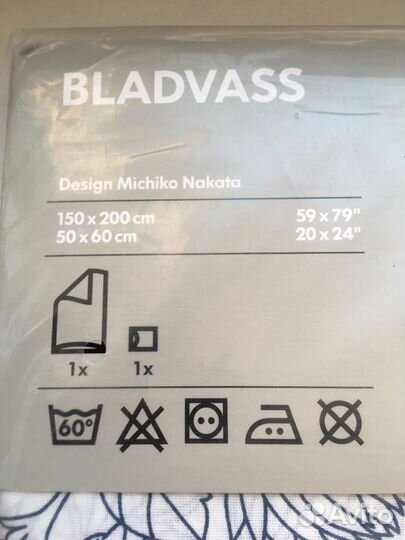 BLADVASS
Design Michiko Nakata
150 x 200 cm 59 x 79"
50 x 60 cm 20 x 24"
1x 1x
60°
Avito